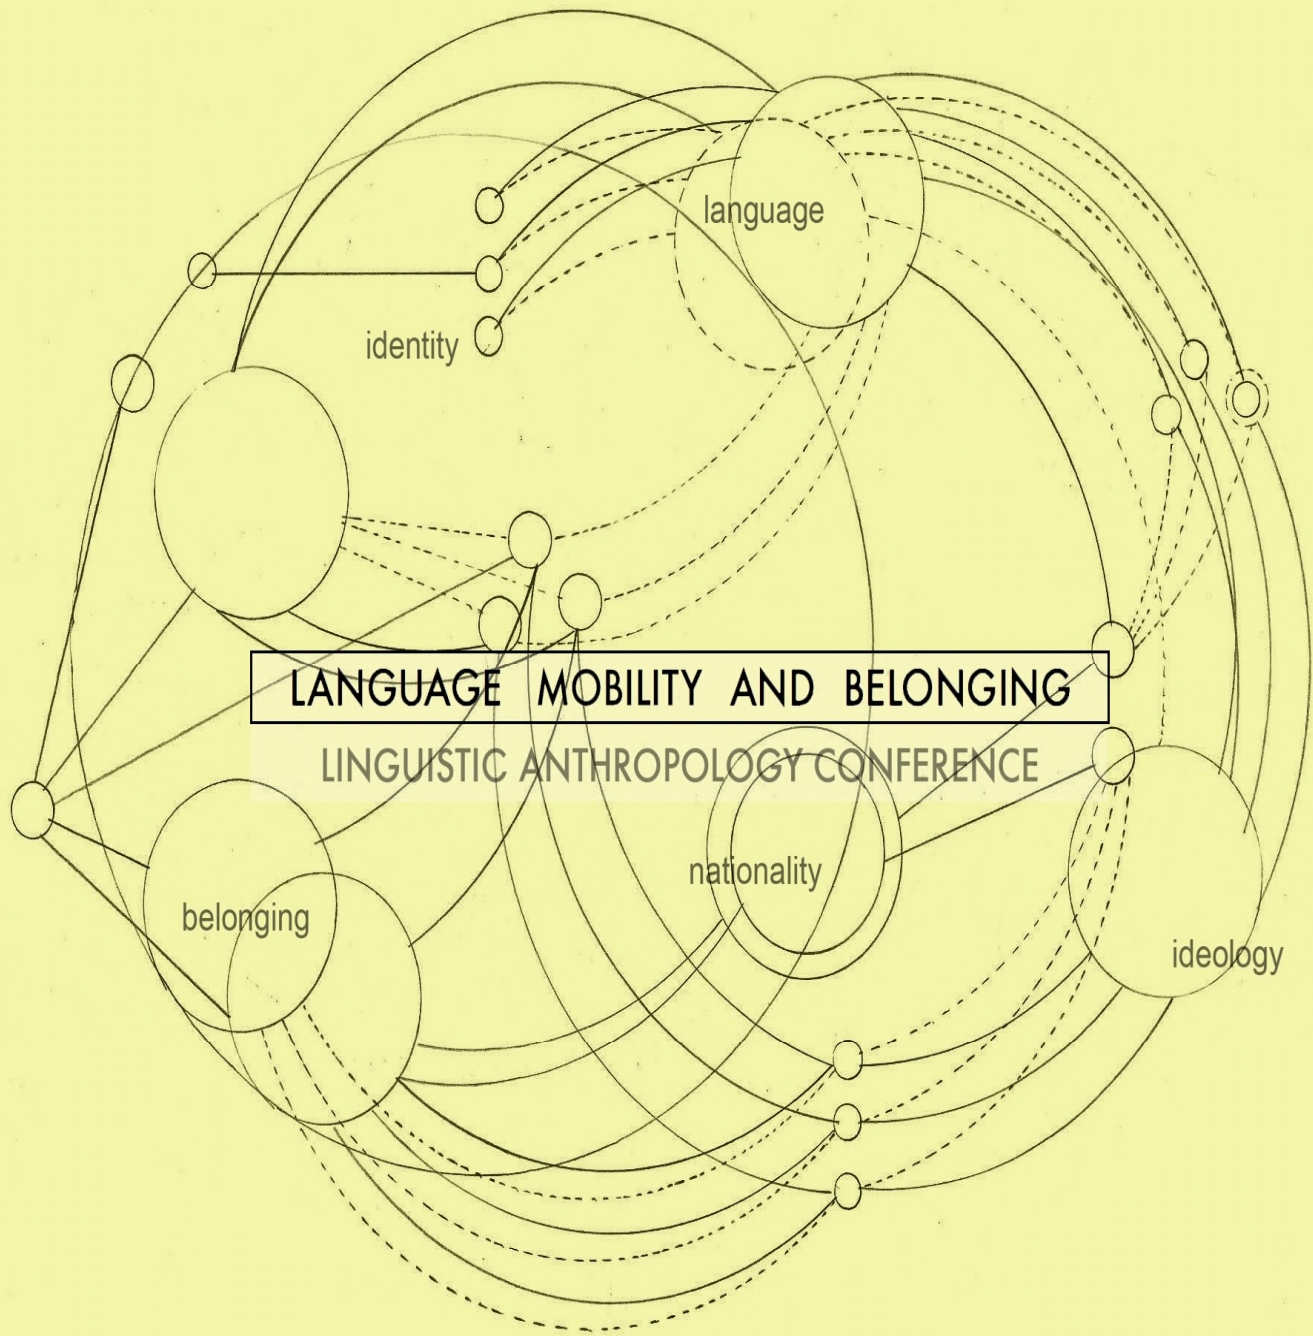 language
identity
LANGUAGE MOBILITY AND BELONGING
LINGUISTIC ANTHROPOLOGY CONFERENCE
nationality
belonging
ideology